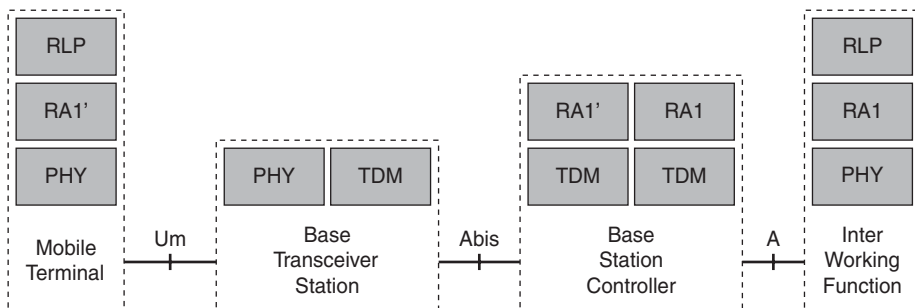 RLP
RA1’
PHY
Mobile
Terminal
Um
PHY
TDM
Base
Transceiver
Station
Abis
RA1’
RA1
TDM
TDM
Base
Station
Controller
A
RLP
RA1
PHY
Inter
Working
Function